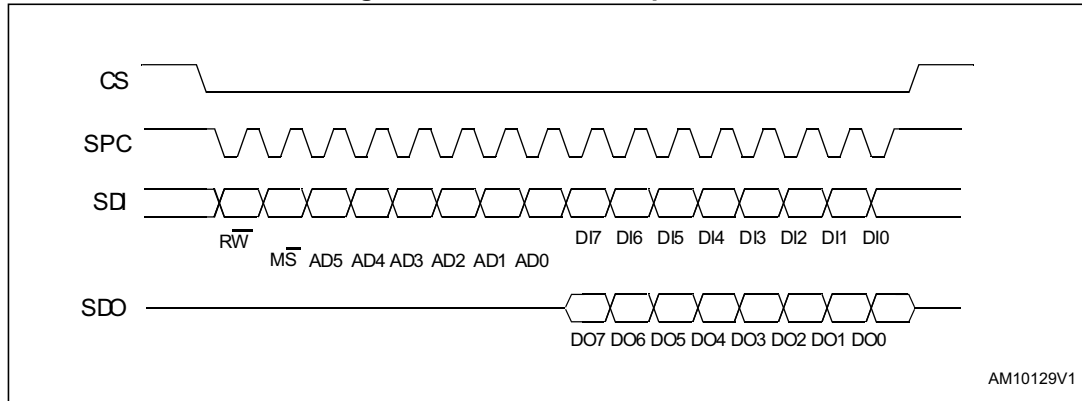 CS
SPC
SDI
RW
DI7 DI6 DI5 DI4 DI3 DI2 DI1 DI0
MS AD5 AD4 AD3 AD2 AD1 AD0
SDO
DO7 DO6 DO5 DO4 DO3 DO2 DO1 DO0
AM10129V1